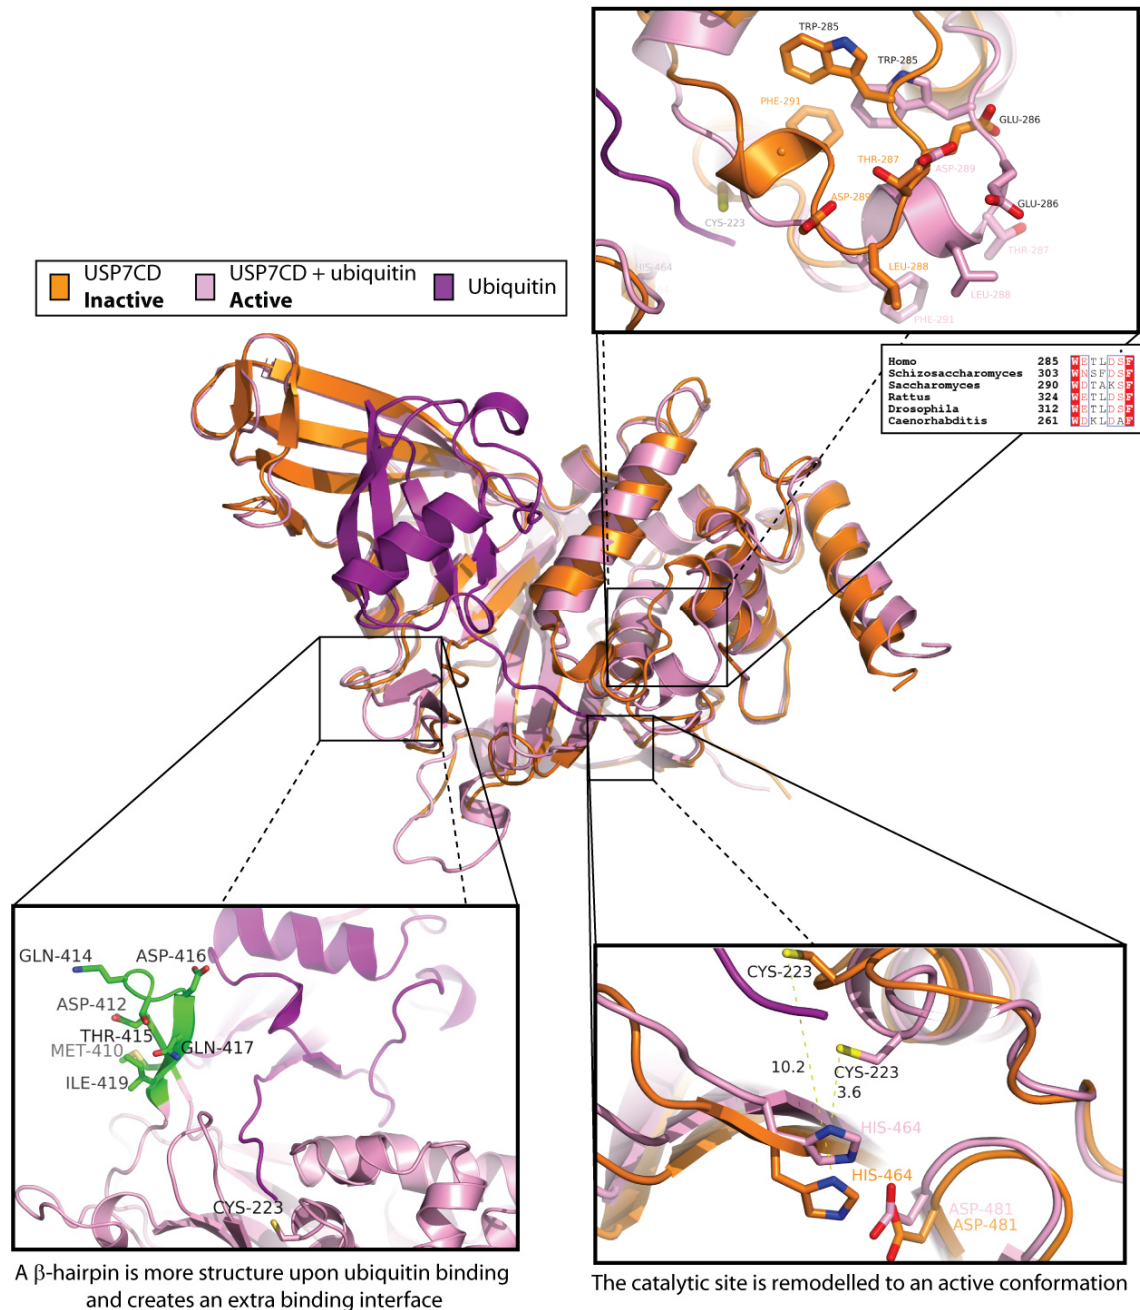 TRP-285
TRP-285
PHE-291
GLU-286
THR-287
ASP-289
ASP-289
CYS-223
GLU-286
THR-287
HIS-464
LEU-288
LEU-288
PHE-291
USP7CD
Inactive
USP7CD + ubiquitin
Active
Ubiquitin
Homo 285 WETLDSF
Schizosaccharomyces 303 WNSFDSF
Saccharomyces 290 WDTAKSF
Rattus 324 WETLDSF
Drosophila 312 WETLDSF
Caenorhabditis 261 WDKLDAF
GLN-414
ASP-416
ASP-412
THR-415
MET-410
GLN-417
ILE-419
CYS-223
A β-hairpin is more structure upon ubiquitin binding
and creates an extra binding interface
CYS-223
10.2
CYS-223
3.6
HIS-464
HIS-464
ASP-481
ASP-481
The catalytic site is remodelled to an active conformation